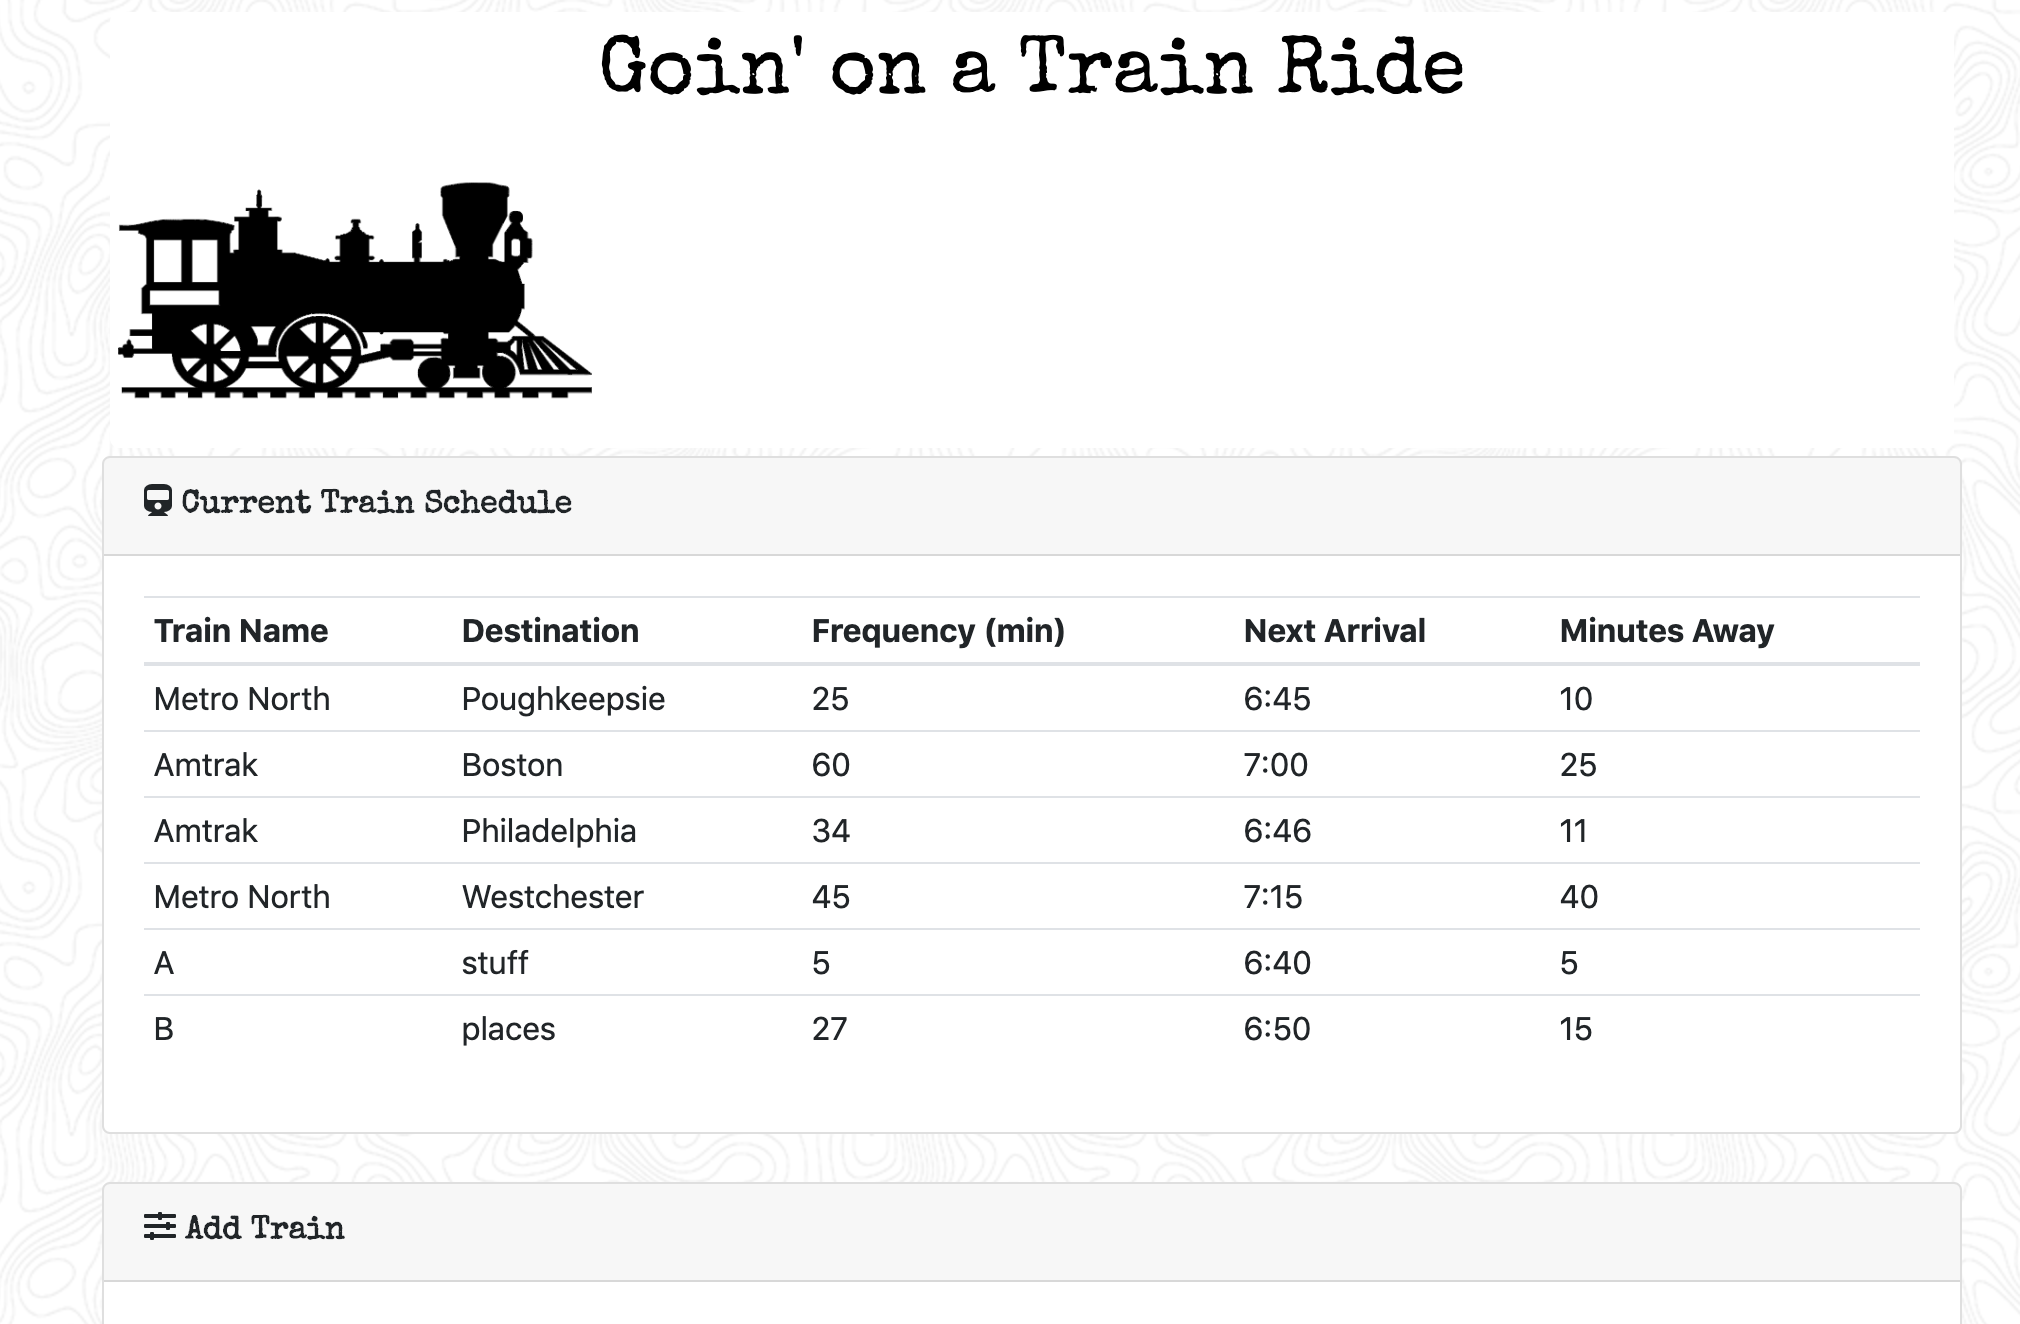 Goin' on a Train Ride
Current Train Schedule
Train Name Destination Frequency (min) Next Arrival Minutes Away
Metro North Poughkeepsie 25 6:45 10
Amtrak Boston 60 7:00 25
Amtrak Philadelphia 34 6:46 11
Metro North Westchester 45 7:15 40
A stuff 5 6:40 5
B places 27 6:50 15
Add Train